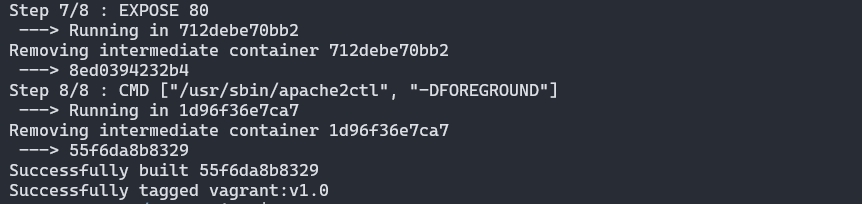 Step 7/8 : EXPOSE 80
---> Running in 712debe70bb2
Removing intermediate container 712debe70bb2
---> 8ed0394232b4
Step 8/8 : CMD ["/usr/sbin/apache2ctl", "-DFOREGROUND"]
---> Running in 1d96f36e7ca7
Removing intermediate container 1d96f36e7ca7
---> 55f6da8b8329
Successfully built 55f6da8b8329
Successfully tagged vagrant:v1.0